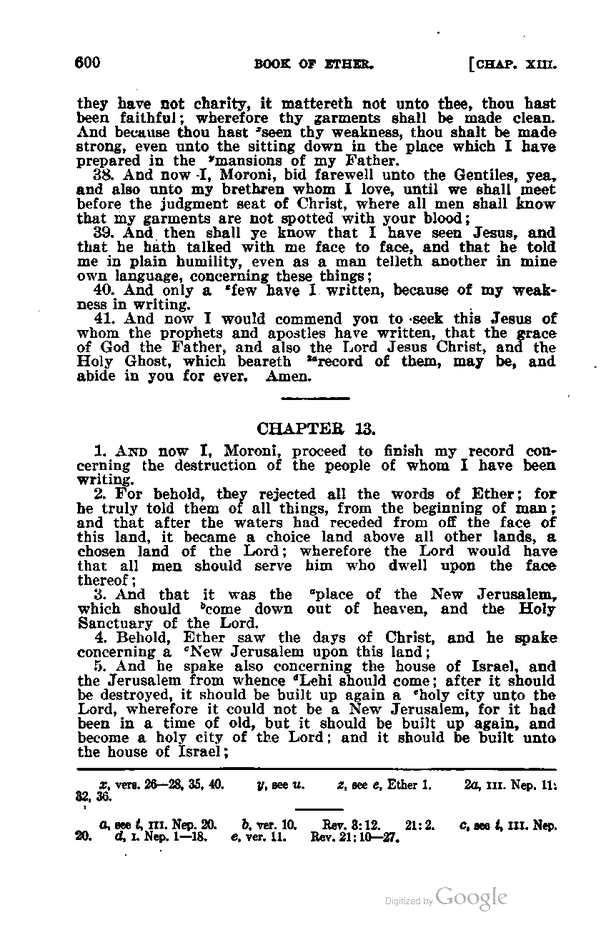 600 BOOK OF ETHER. [CHAP. XIII.
they have not charity, it mattereth not unto thee, thou hast
been faithful; wherefore thy garments shall be made clean.
And because thou hast ˣseen thy weakness, thou shalt be made
strong, even unto the sitting down in the place which I have
prepared in the ʸmansions of my Father.
38. And now I, Moroni, bid farewell unto the Gentiles, yea,
and also unto my brethren whom I love, until we shall meet
before the judgment seat of Christ, where all men shall know
that my garments are not spotted with your blood;
39. And then shall ye know that I have seen Jesus, and
that he hath talked with me face to face, and that he told
me in plain humility, even as a man telleth another in mine
own language, concerning these things;
40. And only a ᶻfew have I written, because of my weak-
ness in writing.
41. And now I would commend you to seek this Jesus of
whom the prophets and apostles have written, that the grace
of God the Father, and also the Lord Jesus Christ, and the
Holy Ghost, which beareth ²ᵃrecord of them, may be, and
abide in you for ever. Amen.
CHAPTER 13.
1. AND now I, Moroni, proceed to finish my record con-
cerning the destruction of the people of whom I have been
writing.
2. For behold, they rejected all the words of Ether; for
he truly told them of all things, from the beginning of man;
and that after the waters had receded from off the face of
this land, it became a choice land above all other lands, a
chosen land of the Lord; wherefore the Lord would have
that all men should serve him who dwell upon the face
thereof;
3. And that it was the ᵃplace of the New Jerusalem,
which should ᵇcome down out of heaven, and the Holy
Sanctuary of the Lord.
4. Behold, Ether saw the days of Christ, and he spake
concerning a ᶜNew Jerusalem upon this land;
5. And he spake also concerning the house of Israel, and
the Jerusalem from whence ᵈLehi should come; after it should
be destroyed, it should be built up again a ᵉholy city unto the
Lord, wherefore it could not be a New Jerusalem, for it had
been in a time of old, but it should be built up again, and
become a holy city of the Lord; and it should be built unto
the house of Israel;
x, vers. 26—28, 35, 40. y, see u. z, see e, Ether 1. 2a, III. Nep. 11:
32, 36.
a, see t, III. Nep. 20. b, ver. 10. Rev. 3:12. 21:2. c, see t, III. Nep.
20. d, I. Nep. 1—18. e, ver. 11. Rev. 21:10—27.
Digitized by Google